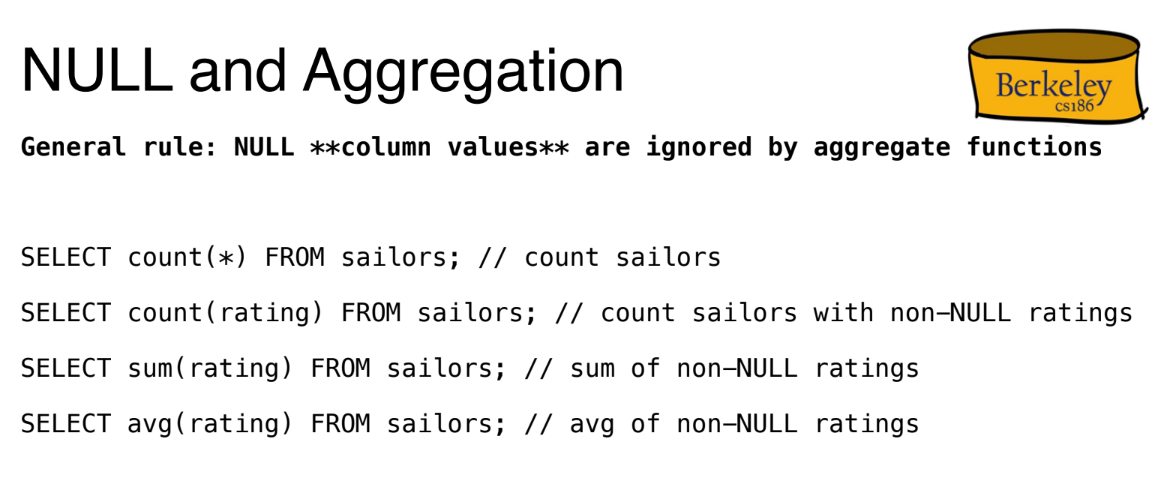 NULL and Aggregation
Berkeley
cs186
General rule: NULL **column values** are ignored by aggregate functions
SELECT count(*) FROM sailors; // count sailors
SELECT count(rating) FROM sailors; // count sailors with non-NULL ratings
SELECT sum(rating) FROM sailors; // sum of non-NULL ratings
SELECT avg(rating) FROM sailors; // avg of non-NULL ratings